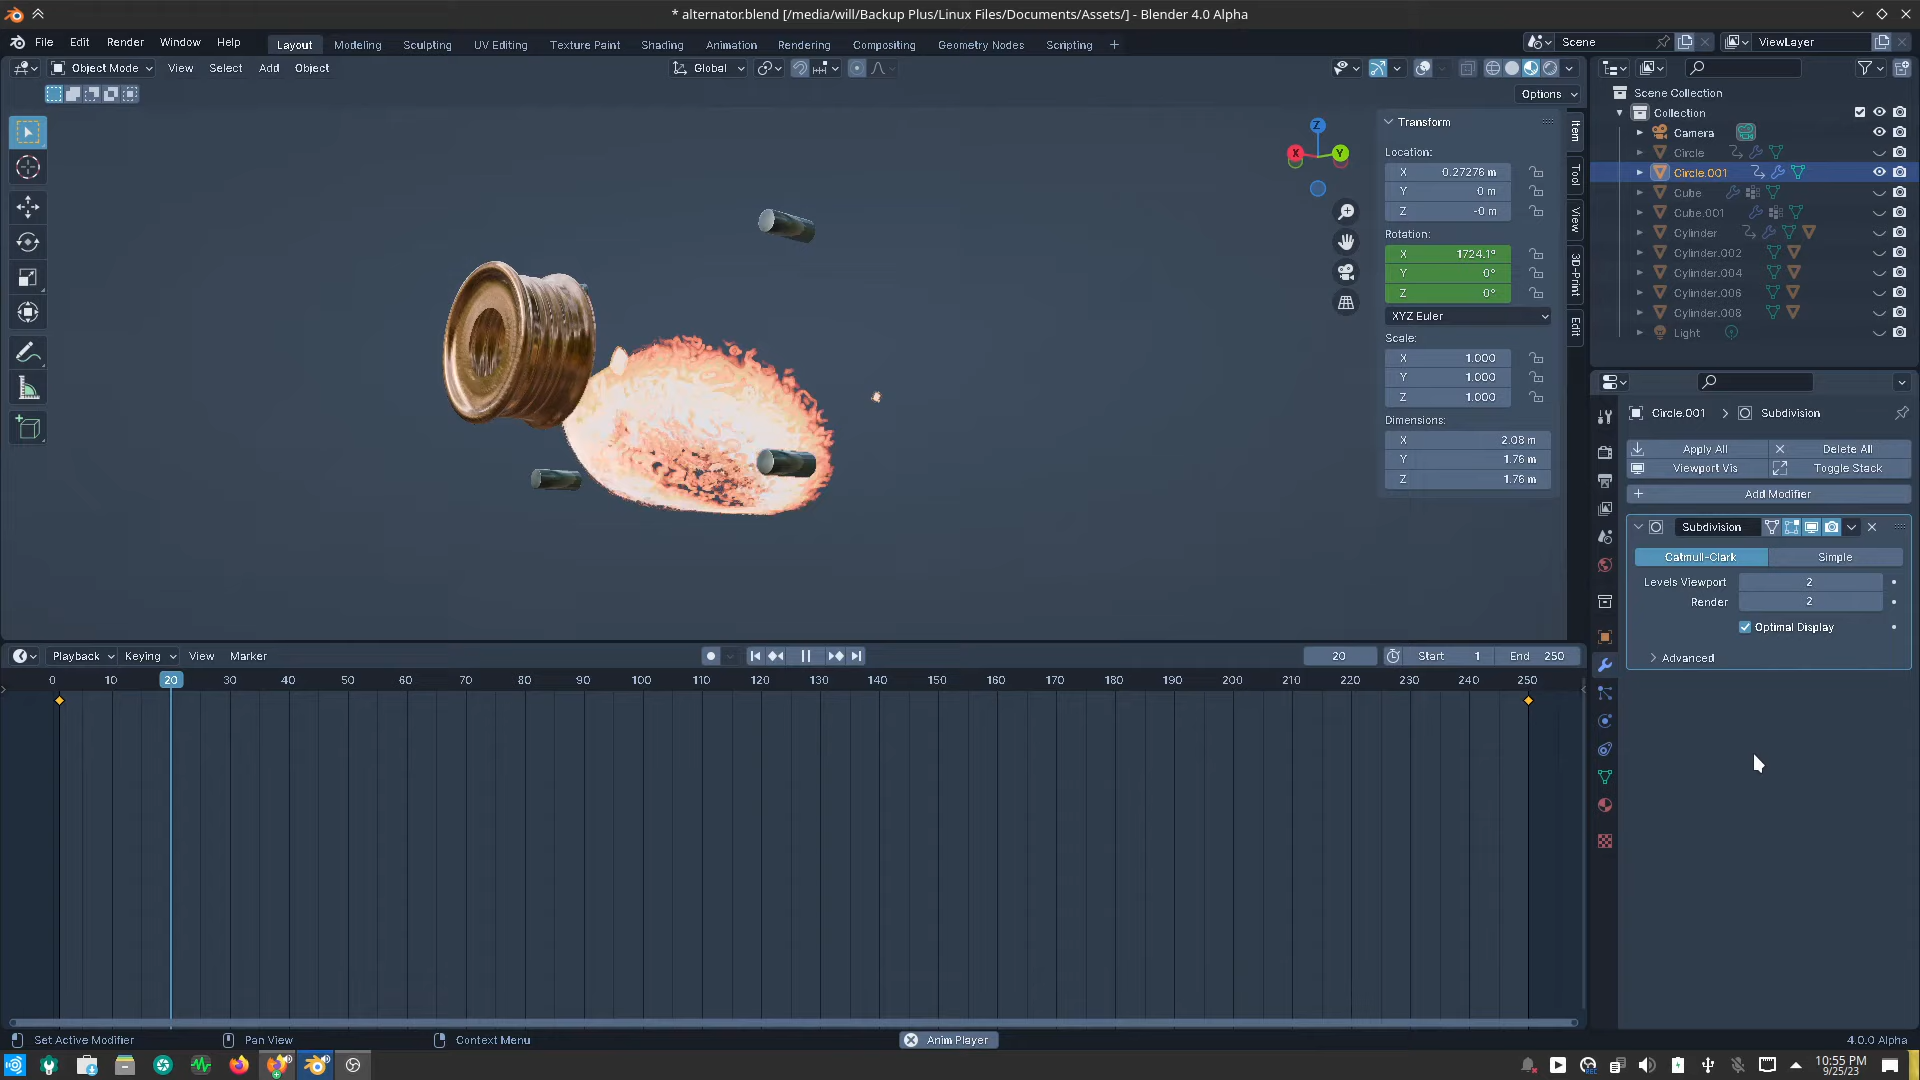 * alternator.blend [/media/will/Backup Plus/Linux Files/Documents/Assets/] - Blender 4.0 Alpha
File Edit Render Window Help Layout Modeling Sculpting UV Editing Texture Paint Shading Animation Rendering Compositing Geometry Nodes Scripting + Scene ViewLayer
Object Mode View Select Add Object Global
Options
Transform
Location:
X 0.27276 m
Y 0 m
Z -0 m
Rotation:
X 1724.1°
Y 0°
Z 0°
XYZ Euler
Scale:
X 1.000
Y 1.000
Z 1.000
Dimensions:
X 2.08 m
Y 1.76 m
Z 1.76 m
Item
Tool
View
3D-Print
Edit
Z
X
Y
Scene Collection
Collection
Camera
Circle
Circle.001
Cube
Cube.001
Cylinder
Cylinder.002
Cylinder.004
Cylinder.006
Cylinder.008
Light
Circle.001 > Subdivision
Apply All Delete All
Viewport Vis Toggle Stack
Add Modifier
Subdivision
Catmull-Clark Simple
Levels Viewport 2
Render 2
Optimal Display
Advanced
Playback Keying View Marker 20 Start 1 End 250
0 10 20 30 40 50 60 70 80 90 100 110 120 130 140 150 160 170 180 190 200 210 220 230 240 250
Set Active Modifier Pan View Context Menu Anim Player 4.0.0 Alpha
10:55 PM
9/25/23